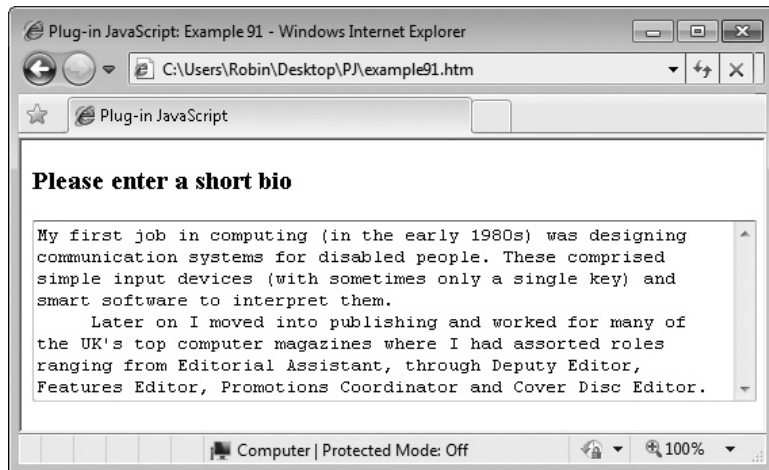 Plug-in JavaScript: Example 91 - Windows Internet Explorer
C:\Users\Robin\Desktop\PJ\example91.htm
Plug-in JavaScript
Please enter a short bio
My first job in computing (in the early 1980s) was designing
communication systems for disabled people. These comprised
simple input devices (with sometimes only a single key) and
smart software to interpret them.
Later on I moved into publishing and worked for many of
the UK's top computer magazines where I had assorted roles
ranging from Editorial Assistant, through Deputy Editor,
Features Editor, Promotions Coordinator and Cover Disc Editor.
Computer | Protected Mode: Off
100%